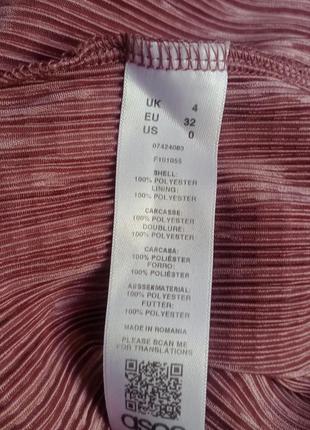 UK 4
EU 32
US 0
07424083
F101055
SHELL:
100% POLYESTER
LINING:
100% POLYESTER
CARCASSE:
100% POLYESTER
DOUBLURE:
100% POLYESTER
CARCASA:
100% POLIÉSTER
FORRO:
100% POLIÉSTER
AUSSENMATERIAL:
100% POLYESTER
FUTTER:
100% POLYESTER
MADE IN ROMANIA
PLEASE SCAN ME
FOR TRANSLATIONS
asos